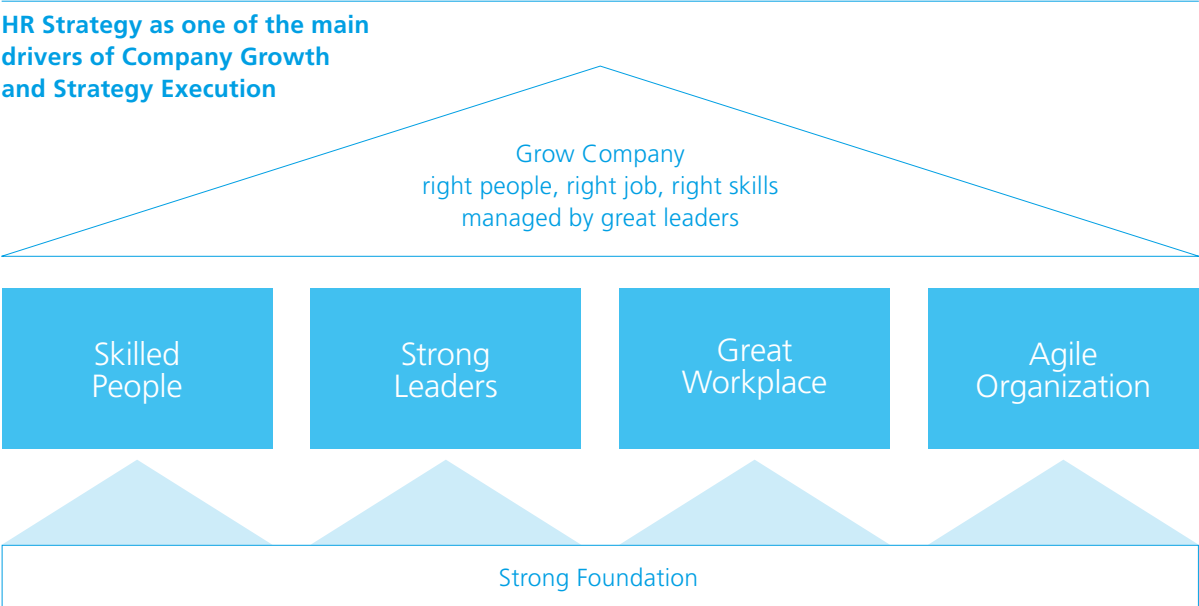 HR Strategy as one of the main
drivers of Company Growth
and Strategy Execution
Grow Company
right people, right job, right skills
managed by great leaders
Skilled
People
Strong
Leaders
Great
Workplace
Agile
Organization
Strong Foundation